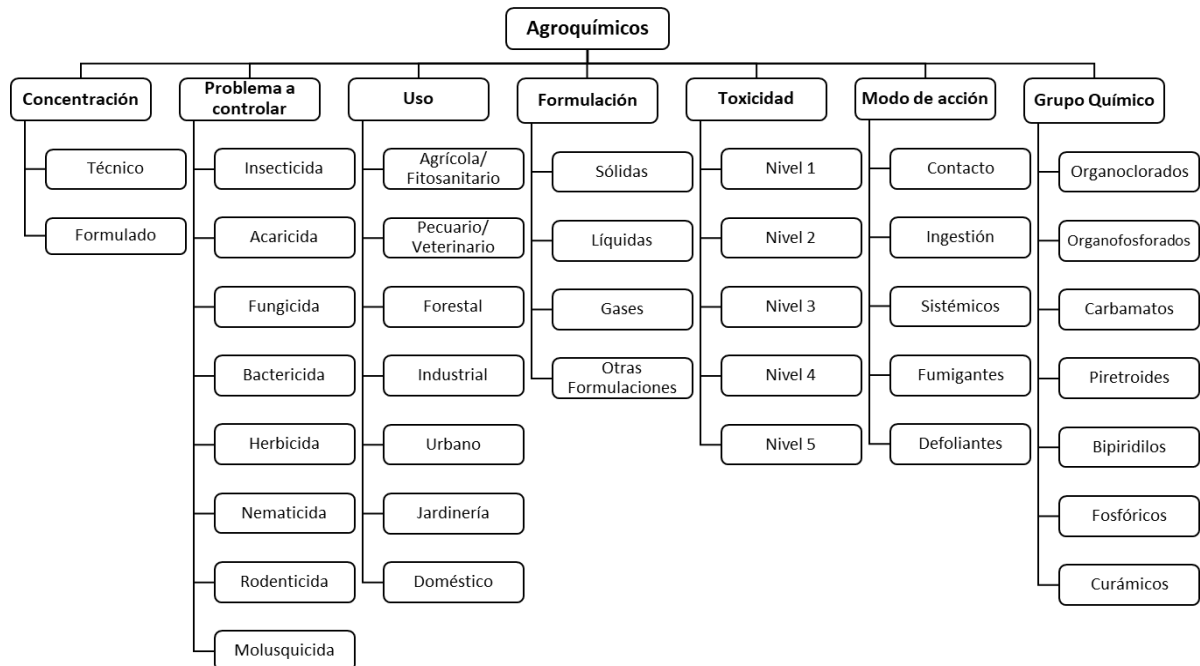 Agroquímicos
Concentración
Técnico
Formulado
Problema a
controlar
Insecticida
Acaricida
Fungicida
Bactericida
Herbicida
Nematicida
Rodenticida
Molusquicida
Uso
Agrícola/
Fitosanitario
Pecuario/
Veterinario
Forestal
Industrial
Urbano
Jardinería
Doméstico
Formulación
Sólidas
Líquidas
Gases
Otras
Formulaciones
Toxicidad
Nivel 1
Nivel 2
Nivel 3
Nivel 4
Nivel 5
Modo de acción
Contacto
Ingestión
Sistémicos
Fumigantes
Defoliantes
Grupo Químico
Organoclorados
Organofosforados
Carbamatos
Piretroides
Bipiridilos
Fosfóricos
Curámicos